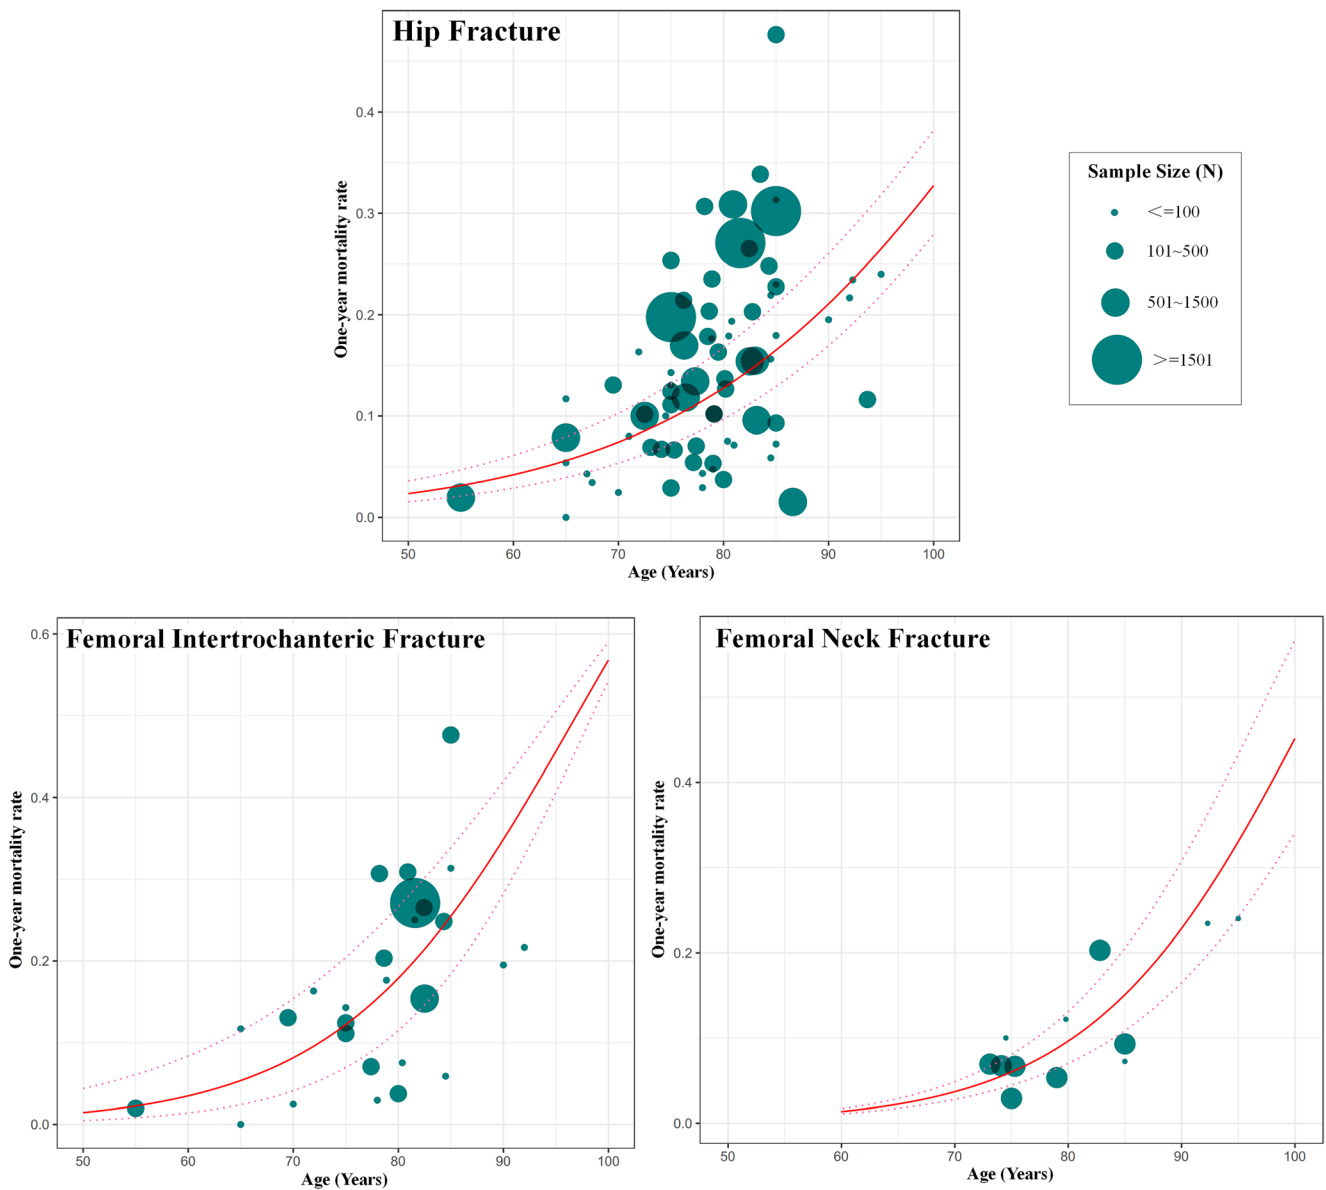 Hip Fracture
One-year mortality rate
0.4
0.3
0.2
0.1
0.0
50 60 70 80 90 100
Age (Years)
Sample Size (N)
<=100
101~500
501~1500
>=1501
Femoral Intertrochanteric Fracture
One-year mortality rate
0.6
0.4
0.2
0.0
50 60 70 80 90 100
Age (Years)
Femoral Neck Fracture
One-year mortality rate
0.4
0.2
0.0
50 60 70 80 90 100
Age (Years)